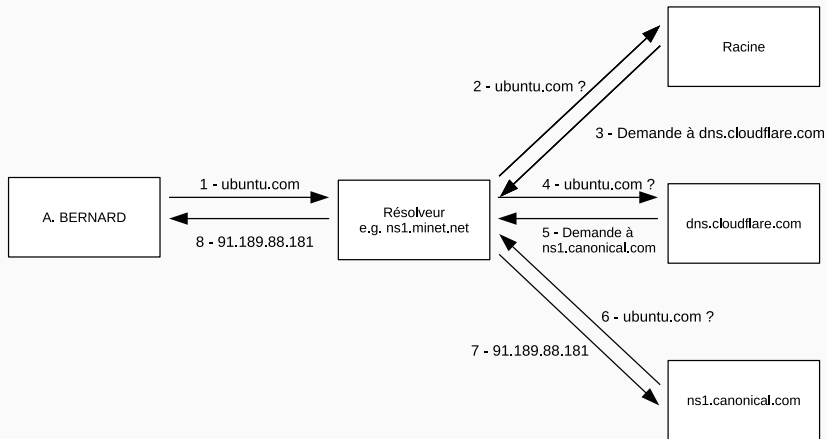 Racine
2 - ubuntu.com ?
3 - Demande à dns.cloudflare.com
1 - ubuntu.com
4 - ubuntu.com ?
A. BERNARD
Résolveur
e.g. ns1.minet.net
dns.cloudflare.com
8 - 91.189.88.181
5 - Demande à
ns1.canonical.com
6 - ubuntu.com ?
7 - 91.189.88.181
ns1.canonical.com